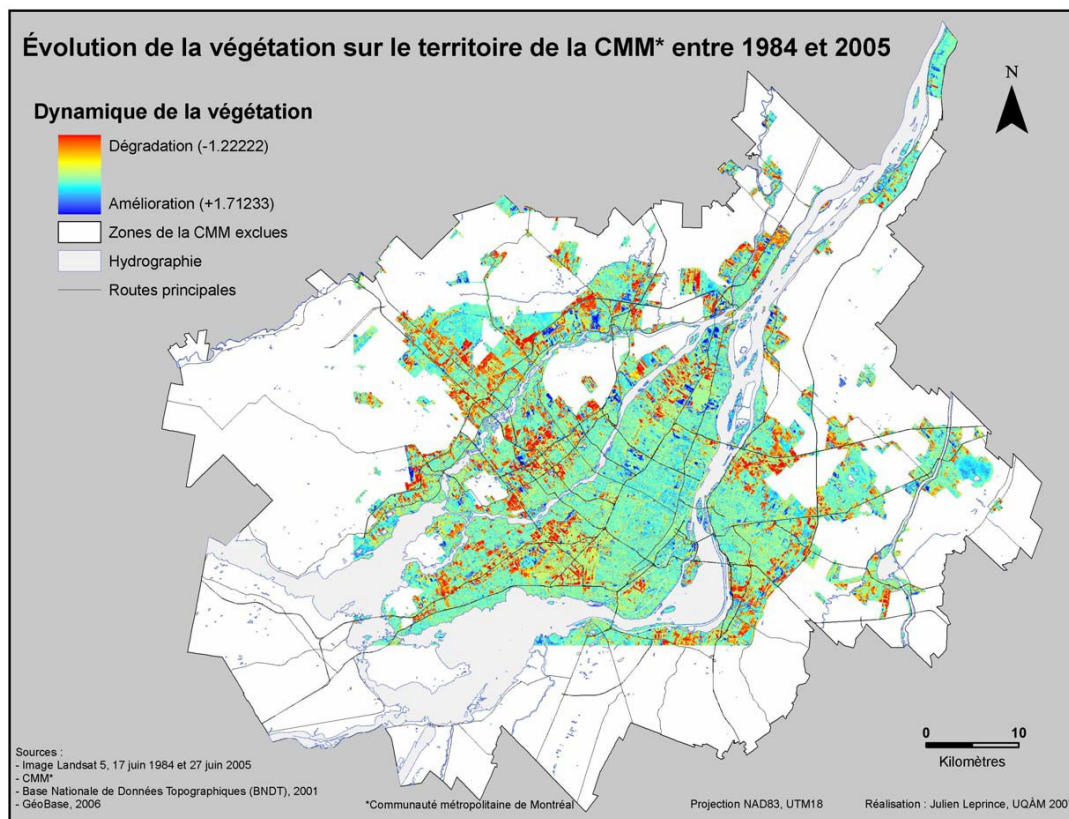 Évolution de la végétation sur le territoire de la CMM* entre 1984 et 2005
N
Dynamique de la végétation
Dégradation (-1.22222)
Amélioration (+1.71233)
Zones de la CMM exclues
Hydrographie
Routes principales
0 10
Kilomètres
Sources :
- Image Landsat 5, 17 juin 1984 et 27 juin 2005
- CMM*
- Base Nationale de Données Topographiques (BNDT), 2001
- GéoBase, 2006
*Communauté métropolitaine de Montréal
Projection NAD83, UTM18
Réalisation : Julien Leprince, UQÀM 2007